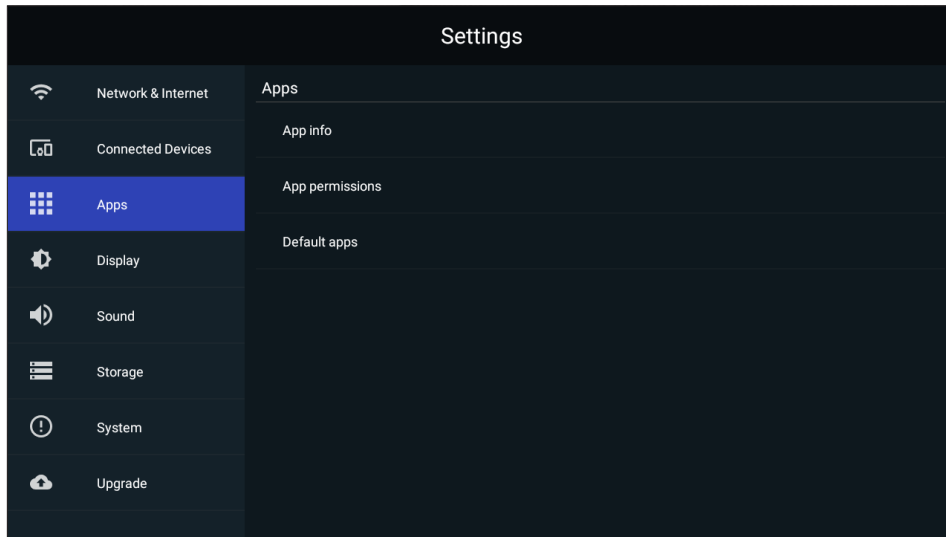 Settings
Network & Internet
Connected Devices
Apps
Display
Sound
Storage
System
Upgrade
Apps
App info
App permissions
Default apps